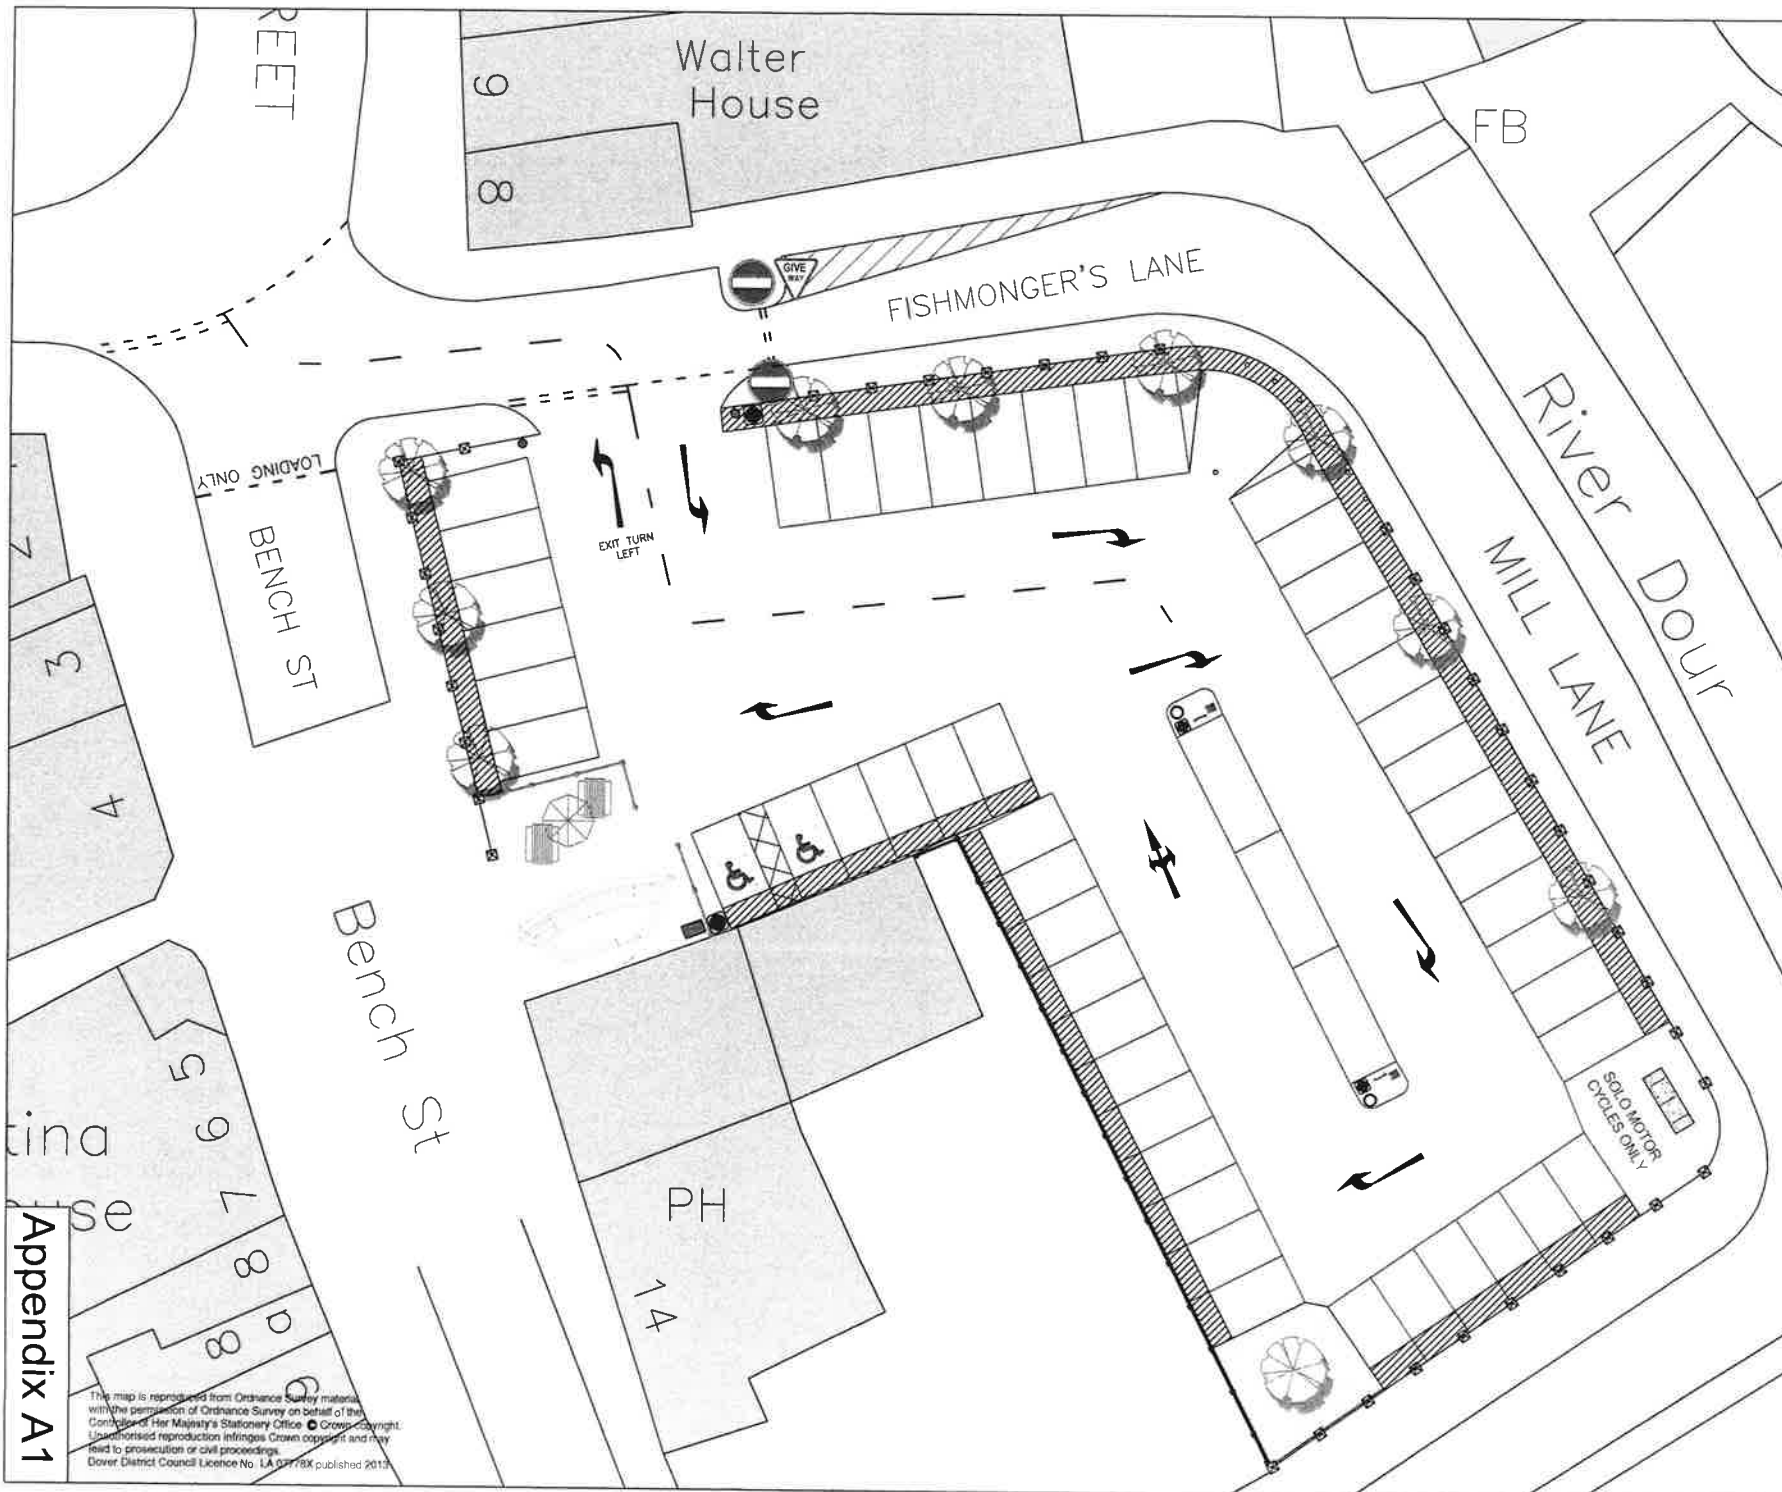 REET
9
Walter
House
8
FB
GIVE
WAY
FISHMONGER'S LANE
River Dour
MILL LANE
LOADING ONLY
BENCH ST
EXIT TURN
LEFT
3
4
Bench St
5
6
7
8
a
8
9
tina
PH
14
SOLO MOTOR
CYCLES ONLY
Appendix A1
This map is reproduced from Ordnance Survey material
with the permission of Ordnance Survey on behalf of the
Controller of Her Majesty's Stationery Office © Crown copyright.
Unauthorised reproduction infringes Crown copyright and may
lead to prosecution or civil proceedings.
Dover District Council Licence No. LA 07778X published 2013